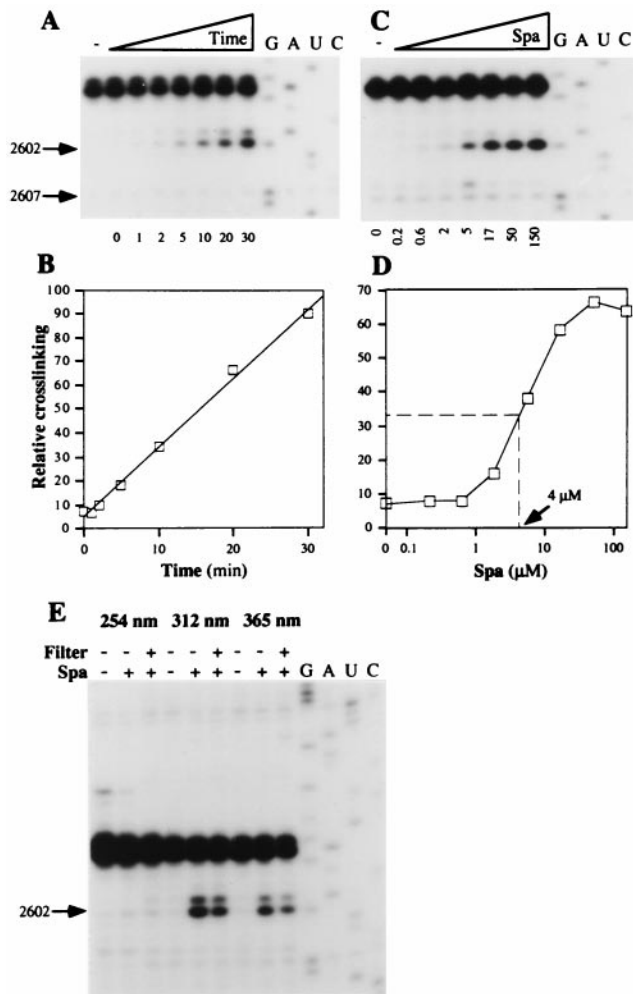 A
- Time G A U C
2602
2607
0 1 2 5 10 20 30
C
- Spa G A U C
0 0.2 0.6 2 5 17 50 150
B
Relative crosslinking
100
90
80
70
60
50
40
30
20
10
0
0 10 20 30
Time (min)
D
70
60
50
40
30
20
10
0
4 µM
0 0.1 1 10 100
Spa (µM)
E
254 nm 312 nm 365 nm
Filter - - + - - + - - +
Spa - + + - + + - + + G A U C
2602